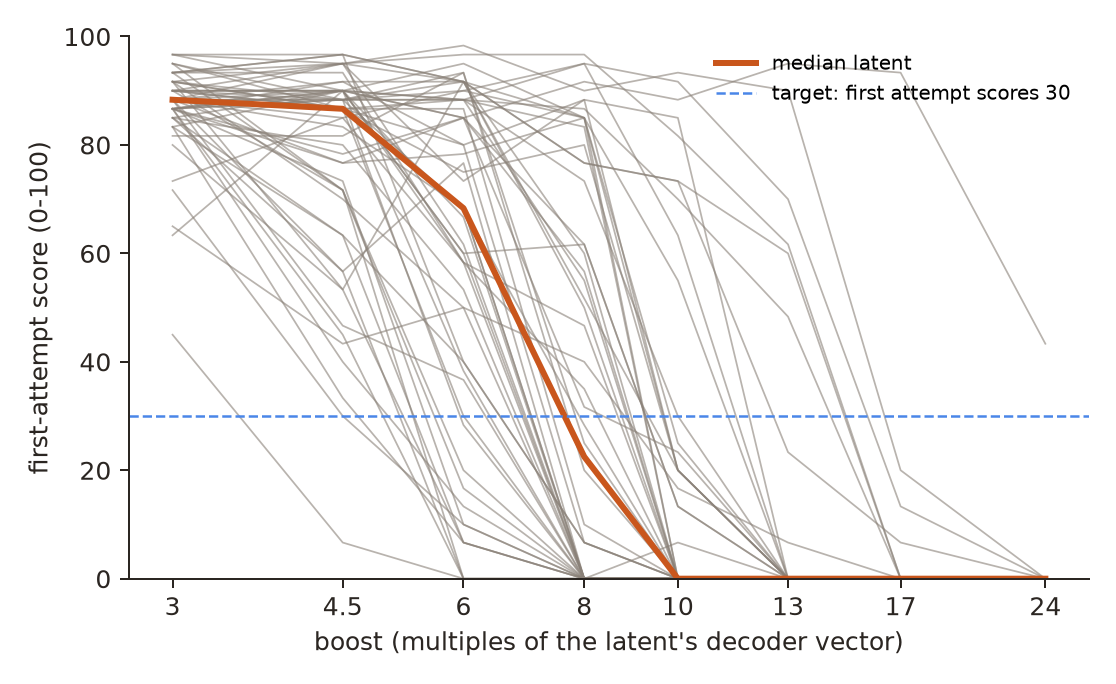 median latent
target: first attempt scores 30
first-attempt score (0-100)
100
80
60
40
20
0
3 4.5 6 8 10 13 17 24
boost (multiples of the latent's decoder vector)